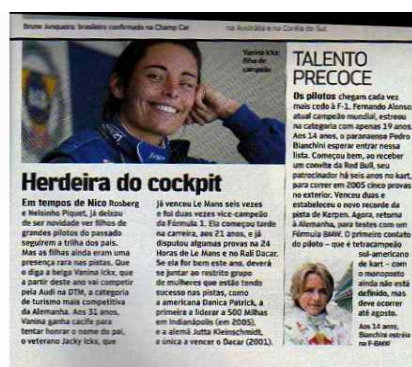 Bruno Junqueira: brasileiro confirmado na Champ Car
na Austrália e na Coréia do Sul.
Vanina Ickx:
filha de
campeão
Herdeira do cockpit
Em tempos de Nico Rosberg
e Nelsinho Piquet, já deixou
de ser novidade ver filhos de
grandes pilotos do passado
seguirem a trilha dos pais.
Mas as filhas ainda eram uma
presença rara nas pistas. Que
o diga a belga Vanina Ickx, que
a partir deste ano vai competir
pela Audi na DTM, a categoria
de turismo mais competitiva
da Alemanha. Aos 31 anos,
Vanina ganha cacife para
tentar honrar o nome do pai,
o veterano Jacky Ickx, que
já venceu Le Mans seis vezes
e foi duas vezes vice-campeão
da Fórmula 1. Ela começou tarde
na carreira, aos 21 anos, e já
disputou algumas provas na 24
Horas de Le Mans e no Rali Dacar.
Se ela for bem este ano, deverá
se juntar ao restrito grupo
de mulheres que estão tendo
sucesso nas pistas, como
a americana Danica Patrick, a
primeira a liderar a 500 Milhas
em Indianápolis (em 2005),
e a alemã Jutta Kleinschmidt,
a única a vencer o Dacar (2001).
TALENTO
PRECOCE
Os pilotos chegam cada vez
mais cedo à F-1. Fernando Alonso
atual campeão mundial, estreou
na categoria com apenas 19 anos
Aos 14 anos, o paranaense Pedro
Bianchini esperar entrar nessa
lista. Começou bem, ao receber
um convite da Red Bull, seu
patrocinador há seis anos no kart,
para correr em 2005 cinco provas
no exterior. Venceu duas e
estabeleceu o novo recorde da
pista de Kerpen. Agora, retorna
à Alemanha, para testes com um
Fórmula BMW. O primeiro contato
do piloto – que é tetracampeão
sul-americano
de kart – com
o monoposto
ainda não está
definido, mas
deve ocorrer
até agosto.
Aos 14 anos,
Bianchini estréia
na F-BMW